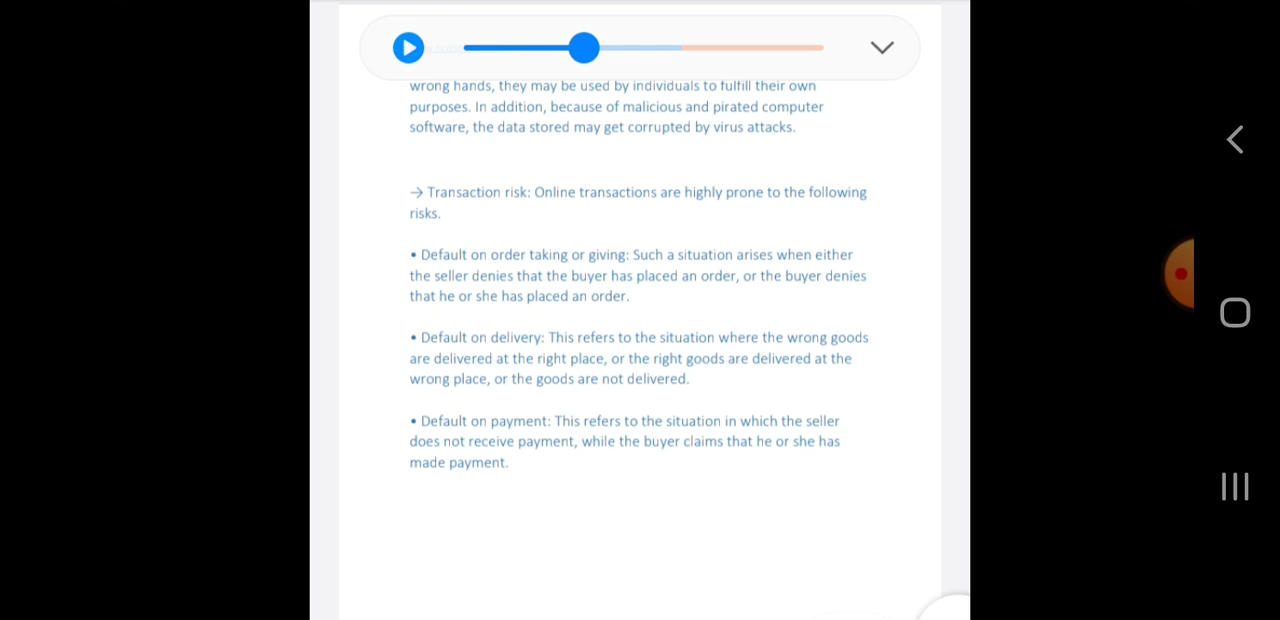 wrong hands, they may be used by individuals to fulfill their own
purposes. In addition, because of malicious and pirated computer
software, the data stored may get corrupted by virus attacks.
→ Transaction risk: Online transactions are highly prone to the following
risks.
• Default on order taking or giving: Such a situation arises when either
the seller denies that the buyer has placed an order, or the buyer denies
that he or she has placed an order.
• Default on delivery: This refers to the situation where the wrong goods
are delivered at the right place, or the right goods are delivered at the
wrong place, or the goods are not delivered.
• Default on payment: This refers to the situation in which the seller
does not receive payment, while the buyer claims that he or she has
made payment.